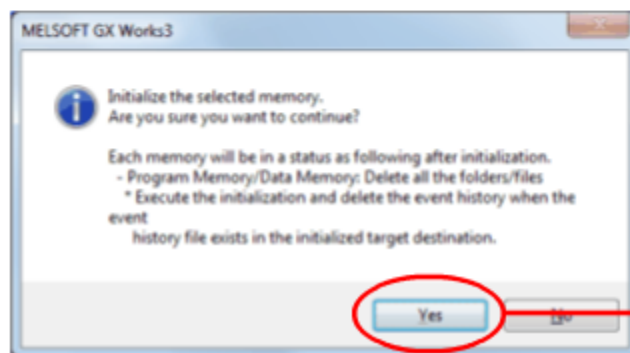 MELSOFT GX Works3
Initialize the selected memory.
Are you sure you want to continue?
Each memory will be in a status as following after initialization.
- Program Memory/Data Memory: Delete all the folders/files
* Execute the initialization and delete the event history when the
event
history file exists in the initialized target destination.
Yes
No